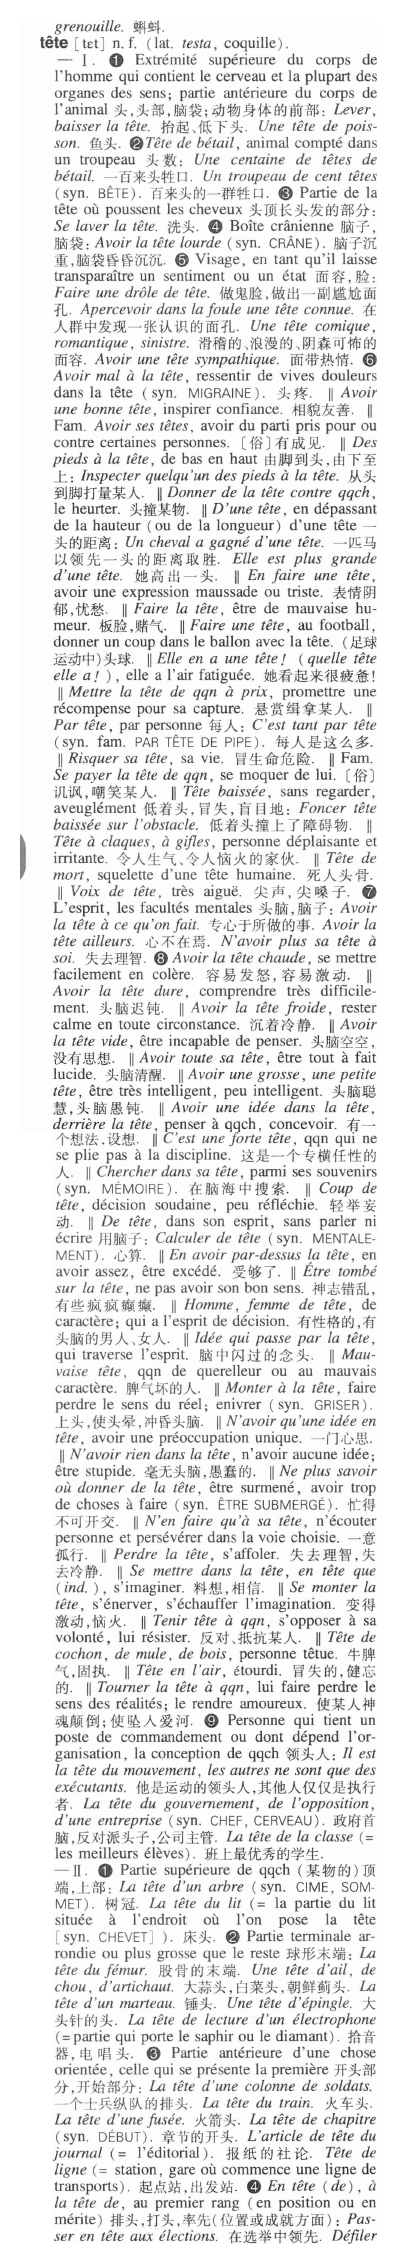 grenouille. 蝌蚪.
tête [tɛt] n. f. (lat. testa, coquille).
— I. ❶ Extrémité supérieure du corps de
l'homme qui contient le cerveau et la plupart des
organes des sens; partie antérieure du corps de
l'animal 头,头部,脑袋;动物身体的前部: Lever,
baisser la tête. 抬起、低下头. Une tête de pois-
son. 鱼头. ❷ Tête de bétail, animal compté dans
un troupeau 头数: Une centaine de têtes de
bétail. 一百来头牲口. Un troupeau de cent têtes
(syn. BÊTE). 百来头的一群牲口. ❸ Partie de la
tête où poussent les cheveux 头顶长头发的部分:
Se laver la tête. 洗头. ❹ Boîte crânienne 脑子,
脑袋: Avoir la tête lourde (syn. CRÂNE). 脑子沉
重,脑袋昏昏沉沉. ❺ Visage, en tant qu'il laisse
transparaître un sentiment ou un état 面容,脸:
Faire une drôle de tête. 做鬼脸,做出一副尴尬面
孔. Apercevoir dans la foule une tête connue. 在
人群中发现一张认识的面孔. Une tête comique,
romantique, sinistre. 滑稽的、浪漫的、阴森可怖的
面容. Avoir une tête sympathique. 面带热情. ❻
Avoir mal à la tête, ressentir de vives douleurs
dans la tête (syn. MIGRAINE). 头疼. ‖ Avoir
une bonne tête, inspirer confiance. 相貌友善. ‖
Fam. Avoir ses têtes, avoir du parti pris pour ou
contre certaines personnes. 〔俗〕有成见. ‖ Des
pieds à la tête, de bas en haut 由脚到头,由下至
上: Inspecter quelqu'un des pieds à la tête. 从头
到脚打量某人. ‖ Donner de la tête contre qqch,
le heurter. 头撞某物. ‖ D'une tête, en dépassant
de la hauteur (ou de la longueur) d'une tête 一
头的距离: Un cheval a gagné d'une tête. 一匹马
以领先一头的距离取胜. Elle est plus grande
d'une tête. 她高出一头. ‖ En faire une tête,
avoir une expression maussade ou triste. 表情阴
郁,忧愁. ‖ Faire la tête, être de mauvaise hu-
meur. 板脸,赌气. ‖ Faire une tête, au football,
donner un coup dans le ballon avec la tête. (足球
运动中)头球. ‖ Elle en a une tête! (quelle tête
elle a!), elle a l'air fatiguée. 她看起来很疲惫!
‖ Mettre la tête de qqn à prix, promettre une
récompense pour sa capture. 悬赏缉拿某人. ‖
Par tête, par personne 每人: C'est tant par tête
(syn. fam. PAR TÊTE DE PIPE). 每人是这么多.
‖ Risquer sa tête, sa vie. 冒生命危险. ‖ Fam.
Se payer la tête de qqn, se moquer de lui. 〔俗〕
讥讽,嘲笑某人. ‖ Tête baissée, sans regarder,
aveuglément 低着头,冒失,盲目地: Foncer tête
baissée sur l'obstacle. 低着头撞上了障碍物. ‖
Tête à claques, à gifles, personne déplaisante et
irritante. 令人生气、令人恼火的家伙. ‖ Tête de
mort, squelette d'une tête humaine. 死人头骨.
‖ Voix de tête, très aiguë. 尖声,尖嗓子. ❼
L'esprit, les facultés mentales 头脑,脑子: Avoir
la tête à ce qu'on fait. 专心于所做的事. Avoir la
tête ailleurs. 心不在焉. N'avoir plus sa tête à
soi. 失去理智. ❽ Avoir la tête chaude, se mettre
facilement en colère. 容易发怒,容易激动. ‖
Avoir la tête dure, comprendre très difficile-
ment. 头脑迟钝. ‖ Avoir la tête froide, rester
calme en toute circonstance. 沉着冷静. ‖ Avoir
la tête vide, être incapable de penser. 头脑空空,
没有思想. ‖ Avoir toute sa tête, être tout à fait
lucide. 头脑清醒. ‖ Avoir une grosse, une petite
tête, être très intelligent, peu intelligent. 头脑聪
慧,头脑愚钝. ‖ Avoir une idée dans la tête,
derrière la tête, penser à qqch, concevoir. 有一
个想法,设想. ‖ C'est une forte tête, qqn qui ne
se plie pas à la discipline. 这是一个专横任性的
人. ‖ Chercher dans sa tête, parmi ses souvenirs
(syn. MÉMOIRE). 在脑海中搜索. ‖ Coup de
tête, décision soudaine, peu réfléchie. 轻举妄
动. ‖ De tête, dans son esprit, sans parler ni
écrire 用脑子: Calculer de tête (syn. MENTALE-
MENT). 心算. ‖ En avoir par-dessus la tête, en
avoir assez, être excédé. 受够了. ‖ Être tombé
sur la tête, ne pas avoir son bon sens. 神志错乱,
有些疯疯癫癫. ‖ Homme, femme de tête, de
caractère; qui a l'esprit de décision. 有性格的,有
头脑的男人、女人. ‖ Idée qui passe par la tête,
qui traverse l'esprit. 脑中闪过的念头. ‖ Mau-
vaise tête, qqn de querelleur ou au mauvais
caractère. 脾气坏的人. ‖ Monter à la tête, faire
perdre le sens du réel; enivrer (syn. GRISER).
上头,使头晕,冲昏头脑. ‖ N'avoir qu'une idée en
tête, avoir une préoccupation unique. 一门心思.
‖ N'avoir rien dans la tête, n'avoir aucune idée;
être stupide. 毫无头脑,愚蠢的. ‖ Ne plus savoir
où donner de la tête, être surmené, avoir trop
de choses à faire (syn. ÊTRE SUBMERGÉ). 忙得
不可开交. ‖ N'en faire qu'à sa tête, n'écouter
personne et persévérer dans la voie choisie. 一意
孤行. ‖ Perdre la tête, s'affoler. 失去理智,失
去冷静. ‖ Se mettre dans la tête, en tête que
(ind.), s'imaginer. 料想,相信. ‖ Se monter la
tête, s'énerver, s'échauffer l'imagination. 变得
激动,恼火. ‖ Tenir tête à qqn, s'opposer à sa
volonté, lui résister. 反对、抵抗某人. ‖ Tête de
cochon, de mule, de bois, personne têtue. 牛脾
气,固执. ‖ Tête en l'air, étourdi. 冒失的,健忘
的. ‖ Tourner la tête à qqn, lui faire perdre le
sens des réalités; le rendre amoureux. 使某人神
魂颠倒;使坠入爱河. ❾ Personne qui tient un
poste de commandement ou dont dépend l'or-
ganisation, la conception de qqch 领头人: Il est
la tête du mouvement, les autres ne sont que des
exécutants. 他是运动的领头人,其他人仅仅是执行
者. La tête du gouvernement, de l'opposition,
d'une entreprise (syn. CHEF, CERVEAU). 政府首
脑,反对派头子,公司主管. La tête de la classe (=
les meilleurs élèves). 班上最优秀的学生.
— II. ❶ Partie supérieure de qqch (某物的)顶
端,上部: La tête d'un arbre (syn. CIME, SOM-
MET). 树冠. La tête du lit (= la partie du lit
située à l'endroit où l'on pose la tête
[syn. CHEVET]). 床头. ❷ Partie terminale ar-
rondie ou plus grosse que le reste 球形末端: La
tête du fémur. 股骨的末端. Une tête d'ail, de
chou, d'artichaut. 大蒜头,白菜头,朝鲜蓟头. La
tête d'un marteau. 锤头. Une tête d'épingle. 大
头针的头. La tête de lecture d'un électrophone
(= partie qui porte le saphir ou le diamant). 拾音
器,电唱头. ❸ Partie antérieure d'une chose
orientée, celle qui se présente la première 开头部
分,开始部分: La tête d'une colonne de soldats.
一个士兵纵队的排头. La tête du train. 火车头.
La tête d'une fusée. 火箭头. La tête de chapitre
(syn. DÉBUT). 章节的开头. L'article de tête du
journal (= l'éditorial). 报纸的社论. Tête de
ligne (= station, gare où commence une ligne de
transports). 起点站,出发站. ❹ En tête (de), à
la tête de, au premier rang (en position ou en
mérite) 排头,打头,率先(位置或成就方面): Pas-
ser en tête aux élections. 在选举中领先. Défiler